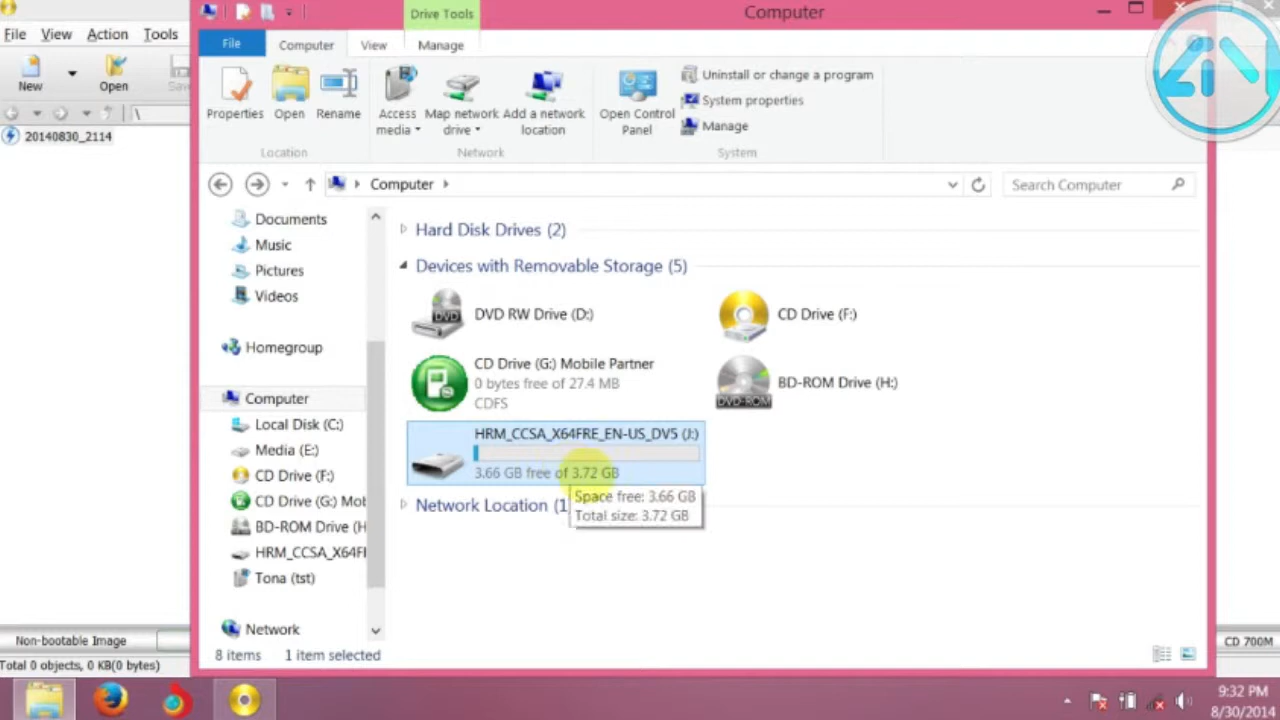 Drive Tools
Computer
File View Action Tools
File Computer View Manage
New Open Save
Properties Open Rename
Access media
Map network drive
Add a network location
Open Control Panel
Uninstall or change a program
System properties
Manage
Location Network System
\
20140830_2114
Computer
Search Computer
Documents
Music
Pictures
Videos
Homegroup
Computer
Local Disk (C:)
Media (E:)
CD Drive (F:)
CD Drive (G:) Mob
BD-ROM Drive (H
HRM_CCSA_X64FI
Tona (tst)
Network
Hard Disk Drives (2)
Devices with Removable Storage (5)
DVD
DVD RW Drive (D:)
CD Drive (F:)
CD Drive (G:) Mobile Partner
0 bytes free of 27.4 MB
CDFS
DVD-ROM
BD-ROM Drive (H:)
HRM_CCSA_X64FRE_EN-US_DV5 (J:)
3.66 GB free of 3.72 GB
Space free: 3.66 GB
Total size: 3.72 GB
Network Location (1
8 items 1 item selected
Non-bootable Image
CD 700M
Total 0 objects, 0 KB(0 bytes)
9:32 PM
8/30/2014